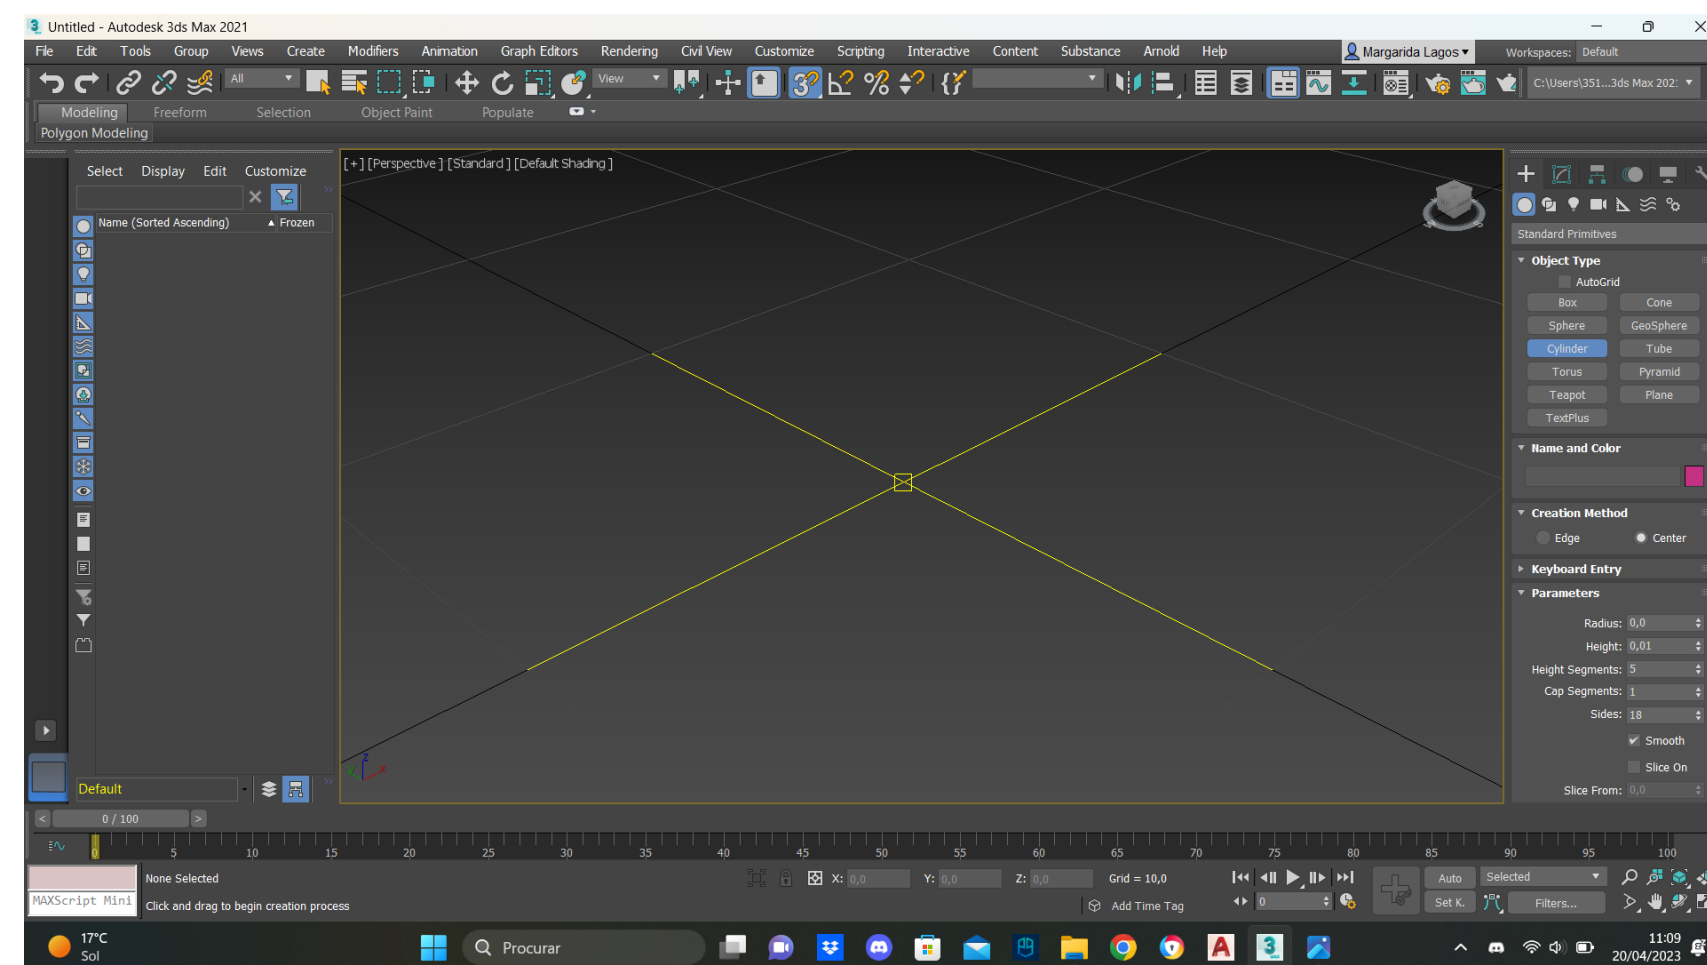 3 Untitled - Autodesk 3ds Max 2021
File Edit Tools Group Views Create Modifiers Animation Graph Editors Rendering Civil View Customize Scripting Interactive Content Substance Arnold Help Margarida Lagos Workspaces: Default
All View C:\Users\351...3ds Max 202:
Modeling Freeform Selection Object Paint Populate
Polygon Modeling
Select Display Edit Customize
Name (Sorted Ascending) Frozen
Default
[+] [Perspective] [Standard] [Default Shading]
z
y x
Standard Primitives
Object Type
AutoGrid
Box Cone
Sphere GeoSphere
Cylinder Tube
Torus Pyramid
Teapot Plane
TextPlus
Name and Color
Creation Method
Edge Center
Keyboard Entry
Parameters
Radius: 0,0
Height: 0,01
Height Segments: 5
Cap Segments: 1
Sides: 18
Smooth
Slice On
Slice From: 0,0
< 0 / 100 >
0 5 10 15 20 25 30 35 40 45 50 55 60 65 70 75 80 85 90 95 100
None Selected X: 0,0 Y: 0,0 Z: 0,0 Grid = 10,0 Auto Selected
MAXScript Mini Click and drag to begin creation process Add Time Tag 0 Set K. Filters...
17°C
Sol
Procurar
11:09
20/04/2023